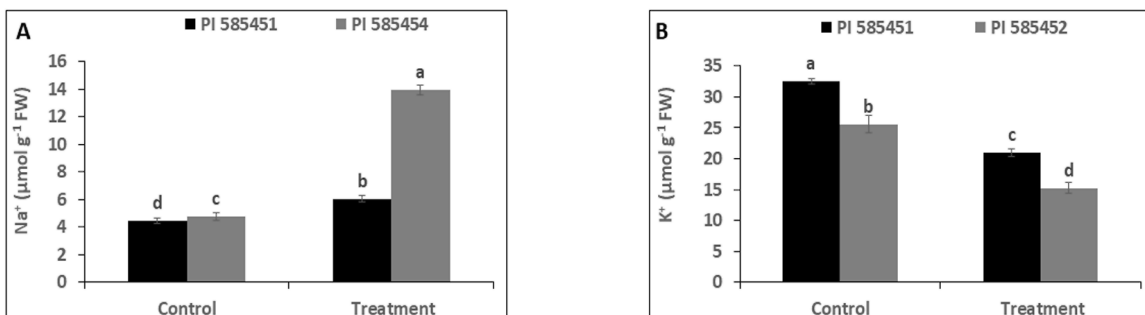 A
PI 585451 PI 585454
Na⁺ (µmol g⁻¹ FW)
16
14
12
10
8
6
4
2
0
d
c
b
a
Control Treatment
B
PI 585451 PI 585452
K⁺ (µmol g⁻¹ FW)
35
30
25
20
15
10
5
0
a
b
c
d
Control Treatment